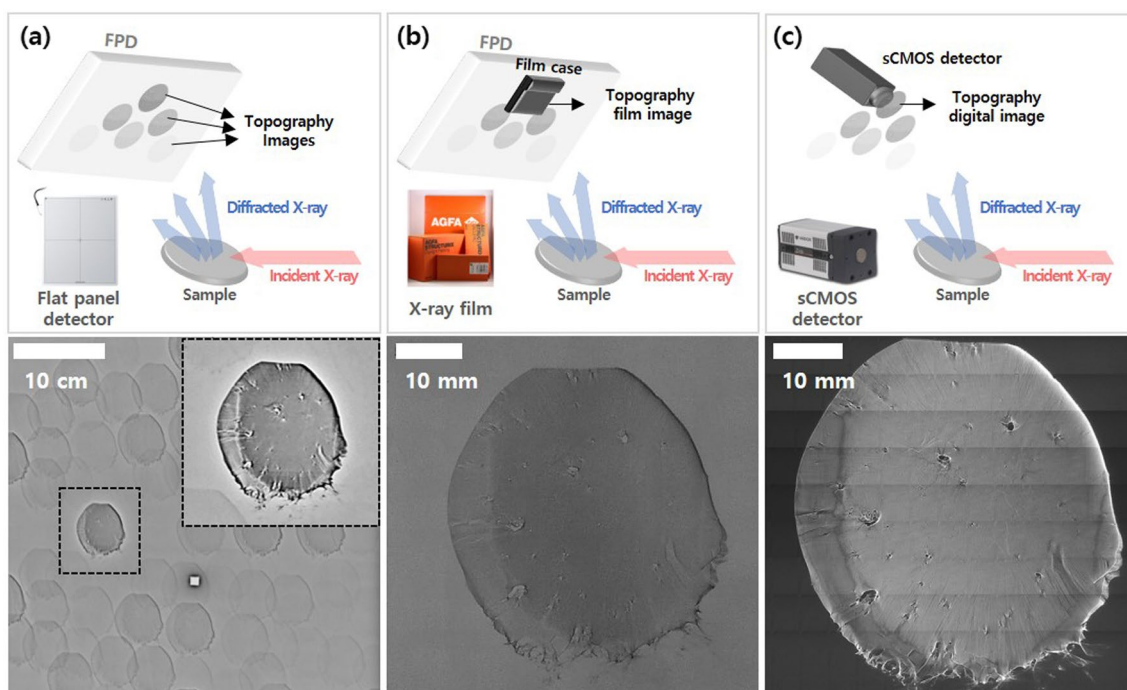 (a)
FPD
Topography
Images
Diffracted X-ray
Incident X-ray
Sample
Flat panel
detector
(b)
FPD
Film case
Topography
film image
Diffracted X-ray
AGFA
AGFA
STRUCTURIX
Incident X-ray
Sample
X-ray film
(c)
sCMOS detector
Topography
digital image
Diffracted X-ray
Incident X-ray
Sample
sCMOS
detector
10 cm
10 mm
10 mm